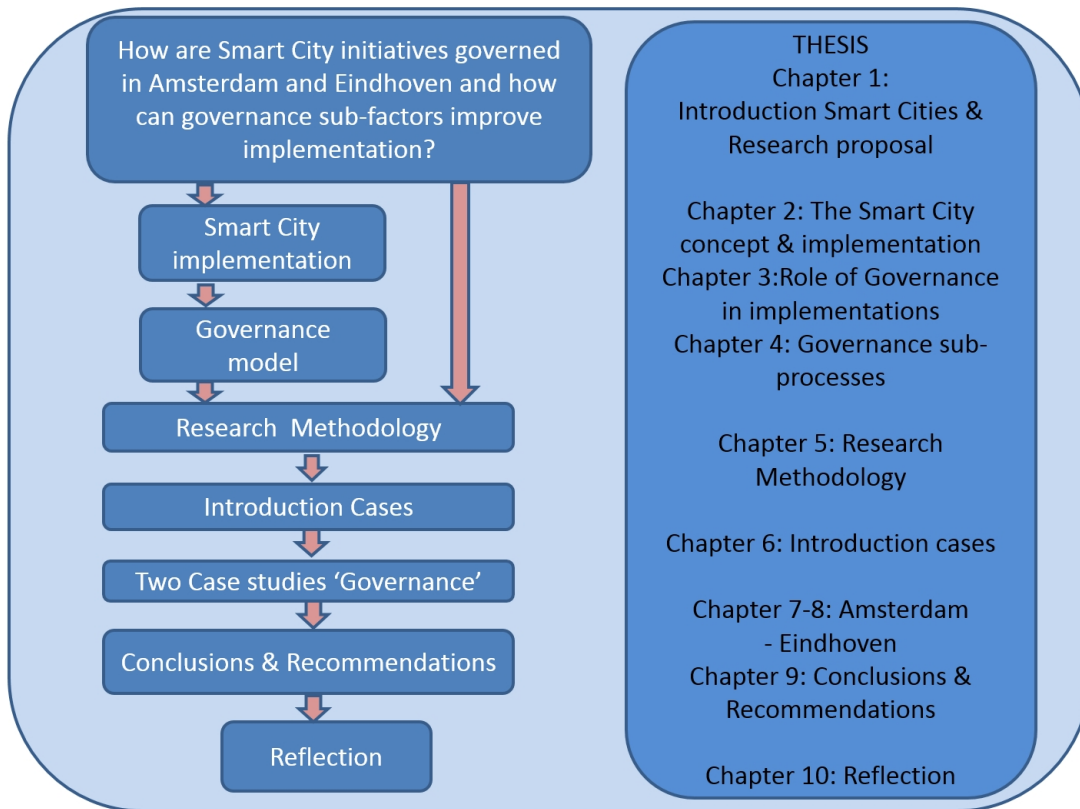 How are Smart City initiatives governed
in Amsterdam and Eindhoven and how
can governance sub-factors improve
implementation?
Smart City
implementation
Governance
model
Research Methodology
Introduction Cases
Two Case studies ‘Governance’
Conclusions & Recommendations
Reflection
THESIS
Chapter 1:
Introduction Smart Cities &
Research proposal
Chapter 2: The Smart City
concept & implementation
Chapter 3:Role of Governance
in implementations
Chapter 4: Governance sub-
processes
Chapter 5: Research
Methodology
Chapter 6: Introduction cases
Chapter 7-8: Amsterdam
- Eindhoven
Chapter 9: Conclusions &
Recommendations
Chapter 10: Reflection